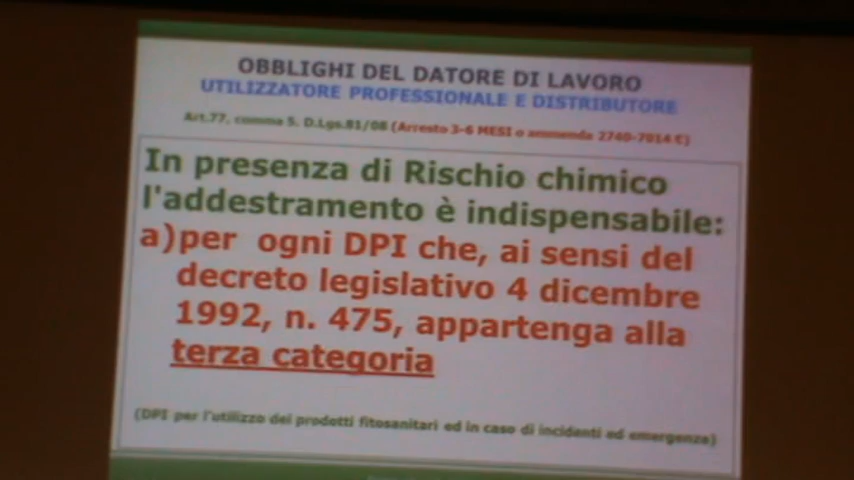 OBBLIGHI DEL DATORE DI LAVORO
UTILIZZATORE PROFESSIONALE E DISTRIBUTORE
Art.77, comma 5. D.Lgs.81/08 (Arresto 3-6 MESI o ammenda 2740-7014 €)
In presenza di Rischio chimico
l'addestramento è indispensabile:
a)per ogni DPI che, ai sensi del
decreto legislativo 4 dicembre
1992, n. 475, appartenga alla
terza categoria
(DPI per l'utilizzo dei prodotti fitosanitari ed in caso di incidenti ed emergenza)